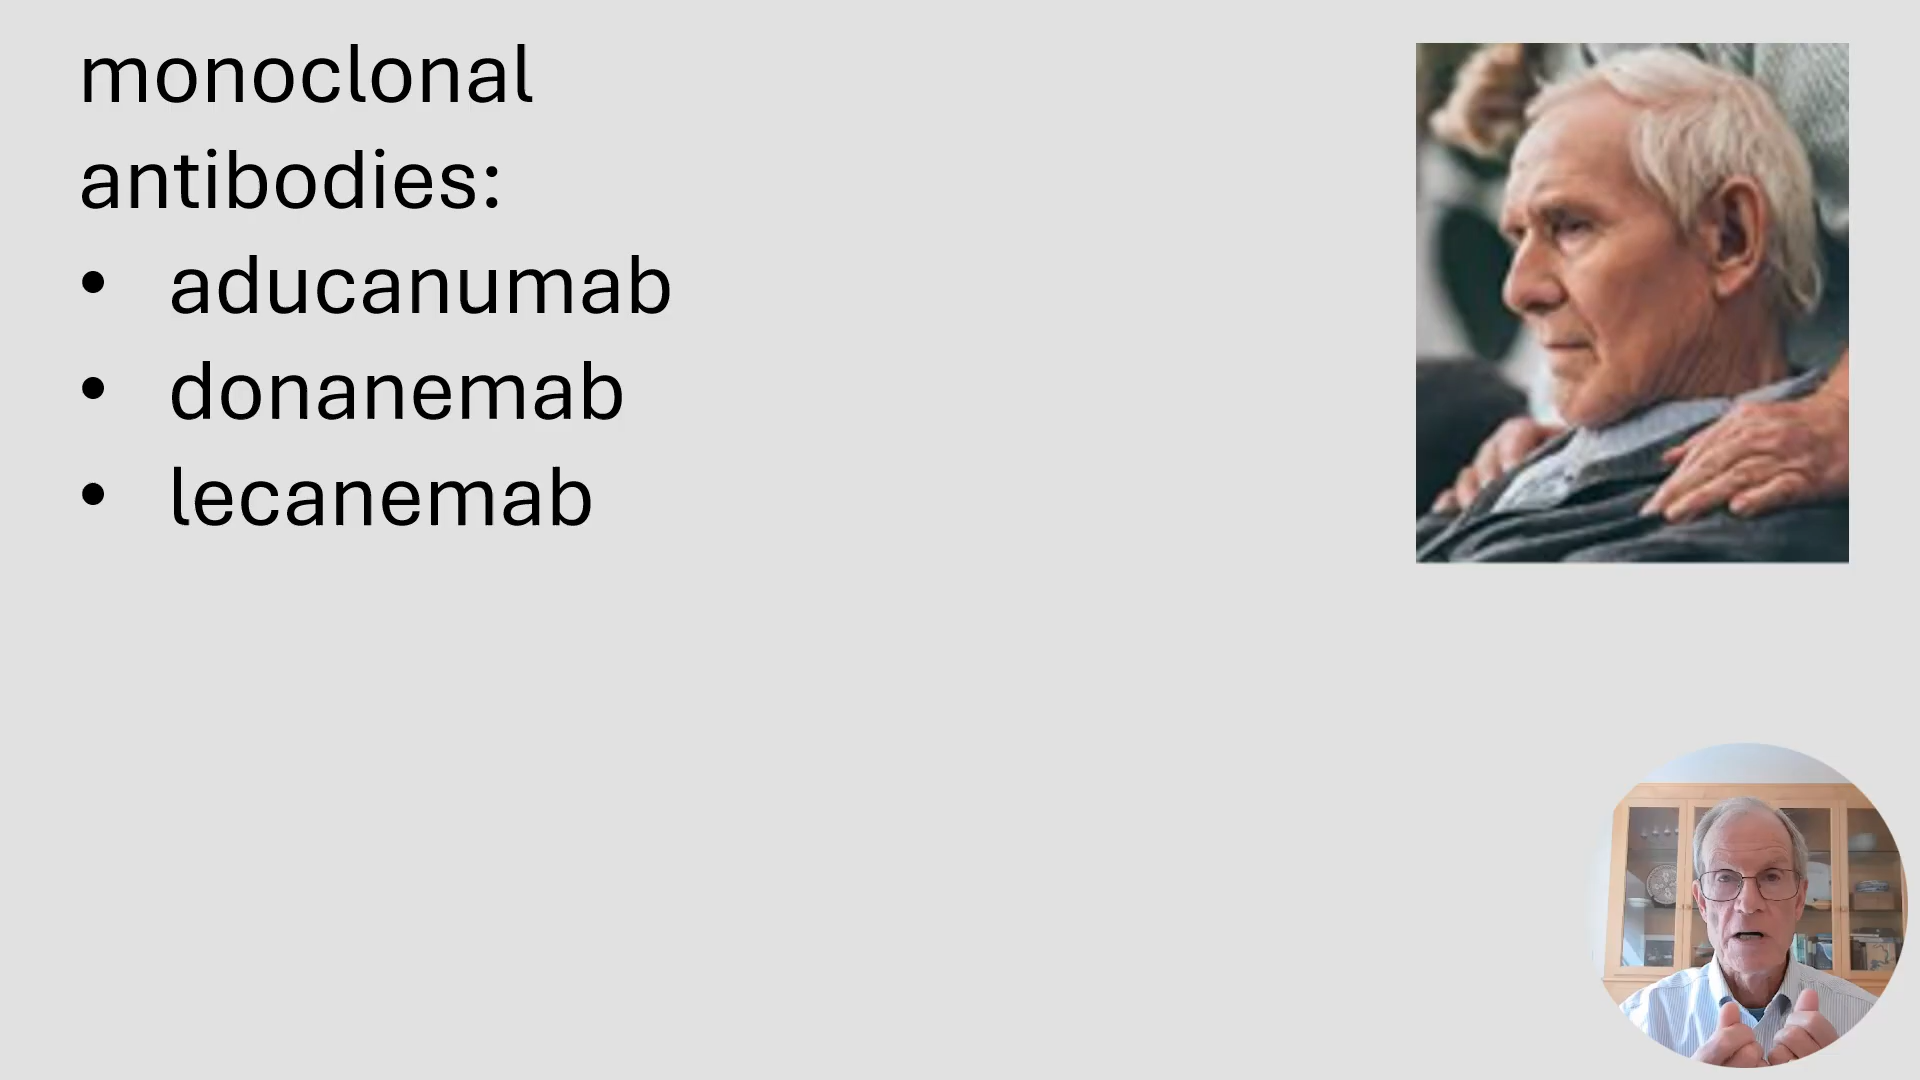 monoclonal
antibodies:
• aducanumab
• donanemab
• lecanemab